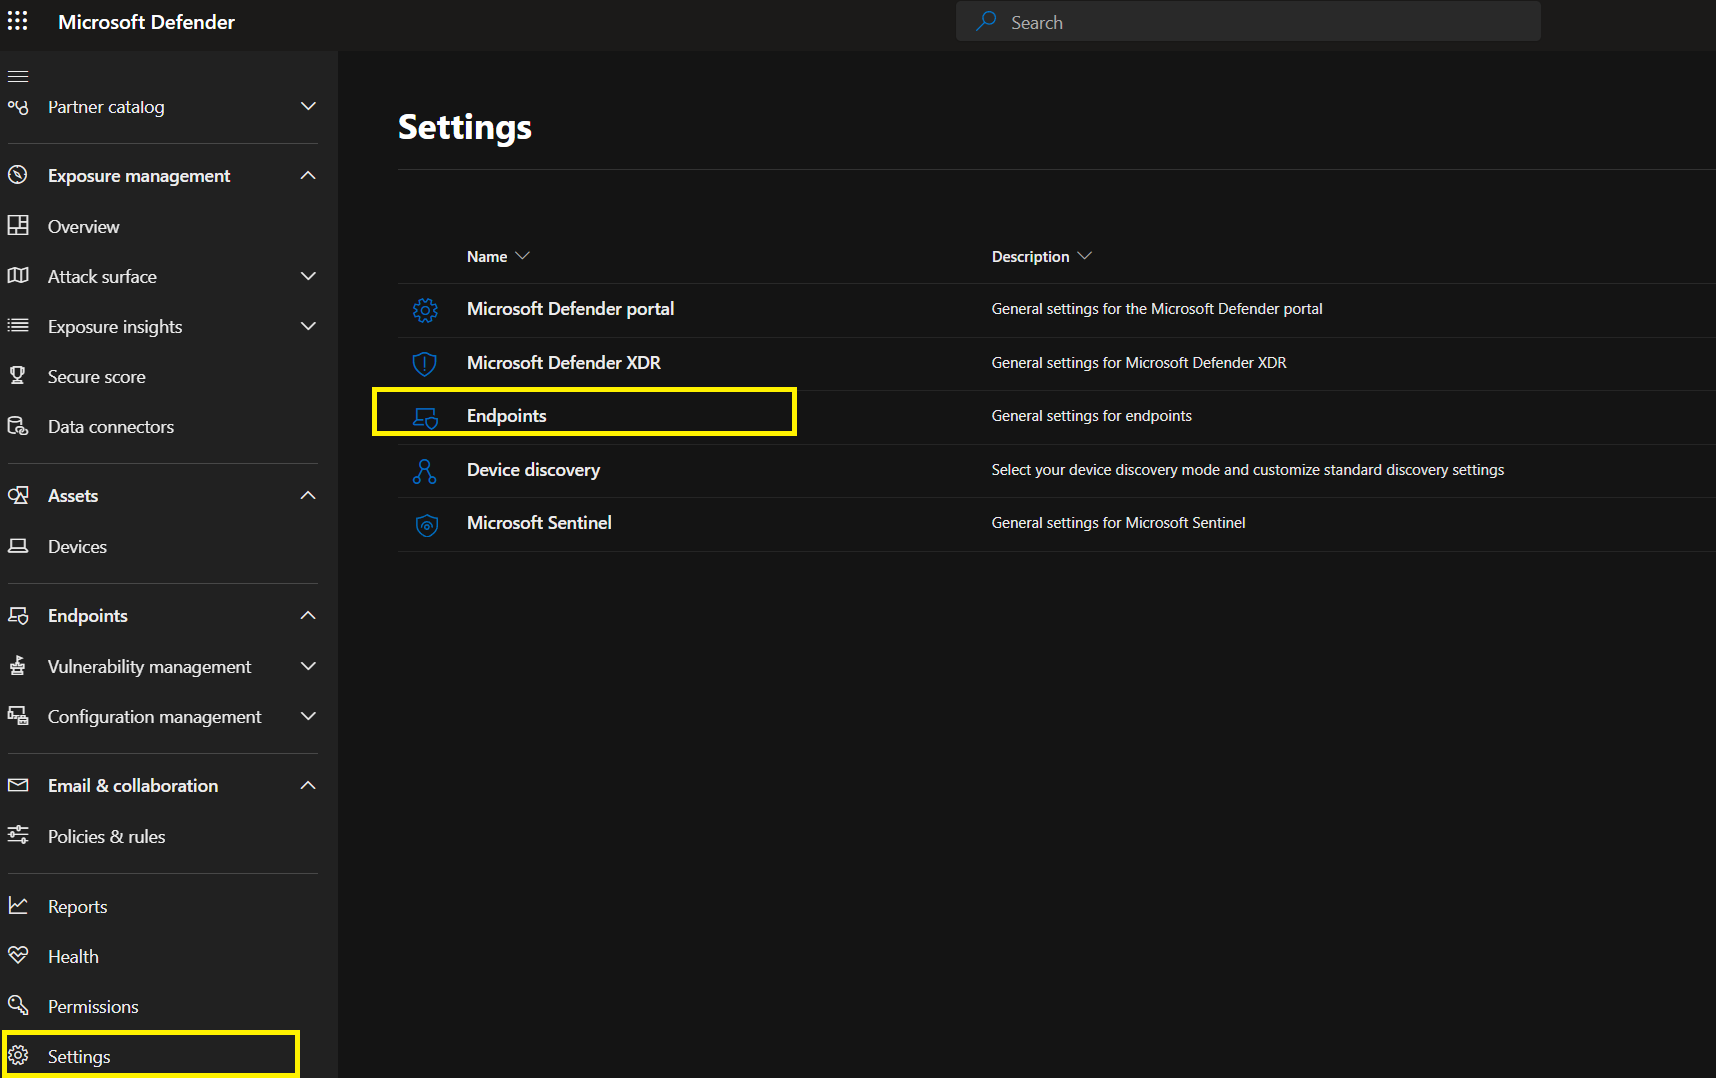 Microsoft Defender
Search
Partner catalog
Exposure management
Overview
Attack surface
Exposure insights
Secure score
Data connectors
Assets
Devices
Endpoints
Vulnerability management
Configuration management
Email & collaboration
Policies & rules
Reports
Health
Permissions
Settings
Settings
Name Description
Microsoft Defender portal General settings for the Microsoft Defender portal
Microsoft Defender XDR General settings for Microsoft Defender XDR
Endpoints General settings for endpoints
Device discovery Select your device discovery mode and customize standard discovery settings
Microsoft Sentinel General settings for Microsoft Sentinel